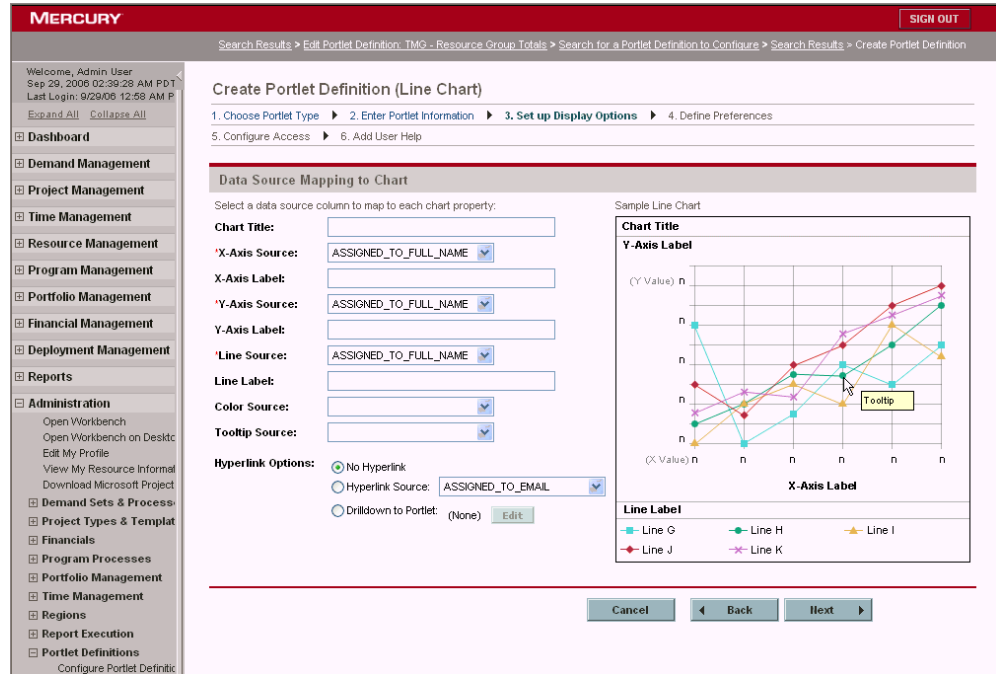 MERCURY
SIGN OUT
Search Results > Edit Portlet Definition: TMG - Resource Group Totals > Search for a Portlet Definition to Configure > Search Results > Create Portlet Definition
Welcome, Admin User
Sep 29, 2006 02:39:28 AM PDT
Last Login: 9/29/06 12:58 AM P
Expand All Collapse All
Dashboard
Demand Management
Project Management
Time Management
Resource Management
Program Management
Portfolio Management
Financial Management
Deployment Management
Reports
Administration
Open Workbench
Open Workbench on Deskto
Edit My Profile
View My Resource Informat
Download Microsoft Project
Demand Sets & Process
Project Types & Templat
Financials
Program Processes
Portfolio Management
Time Management
Regions
Report Execution
Portlet Definitions
Configure Portlet Definitic
Create Portlet Definition (Line Chart)
1. Choose Portlet Type 2. Enter Portlet Information 3. Set up Display Options 4. Define Preferences
5. Configure Access 6. Add User Help
Data Source Mapping to Chart
Select a data source column to map to each chart property:
Chart Title:
*X-Axis Source: ASSIGNED_TO_FULL_NAME
X-Axis Label:
*Y-Axis Source: ASSIGNED_TO_FULL_NAME
Y-Axis Label:
*Line Source: ASSIGNED_TO_FULL_NAME
Line Label:
Color Source:
Tooltip Source:
Hyperlink Options: No Hyperlink
Hyperlink Source: ASSIGNED_TO_EMAIL
Drilldown to Portlet: (None) Edit
Sample Line Chart
Chart Title
Y-Axis Label
(Y Value) n
n
n
n
n
Tooltip
(X Value) n n n n n n
X-Axis Label
Line Label
Line G Line H Line I
Line J Line K
Cancel Back Next